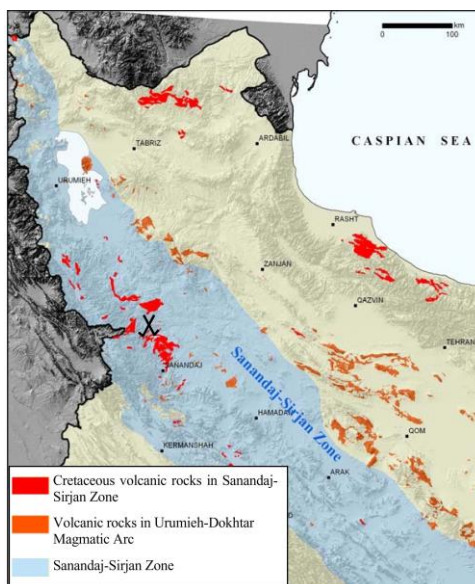 0 100
km
CASPIAN SEA
ARDABIL
TABRIZ
URUMIEH
RASHT
ZANJAN
QAZVIN
TEHRAN
X
SANANDAJ
Sanandaj-Sirjan Zone
HAMADAN
QOM
KERMANSHAH
ARAK
Cretaceous volcanic rocks in Sanandaj-
Sirjan Zone
Volcanic rocks in Urumieh-Dokhtar
Magmatic Arc
Sanandaj-Sirjan Zone